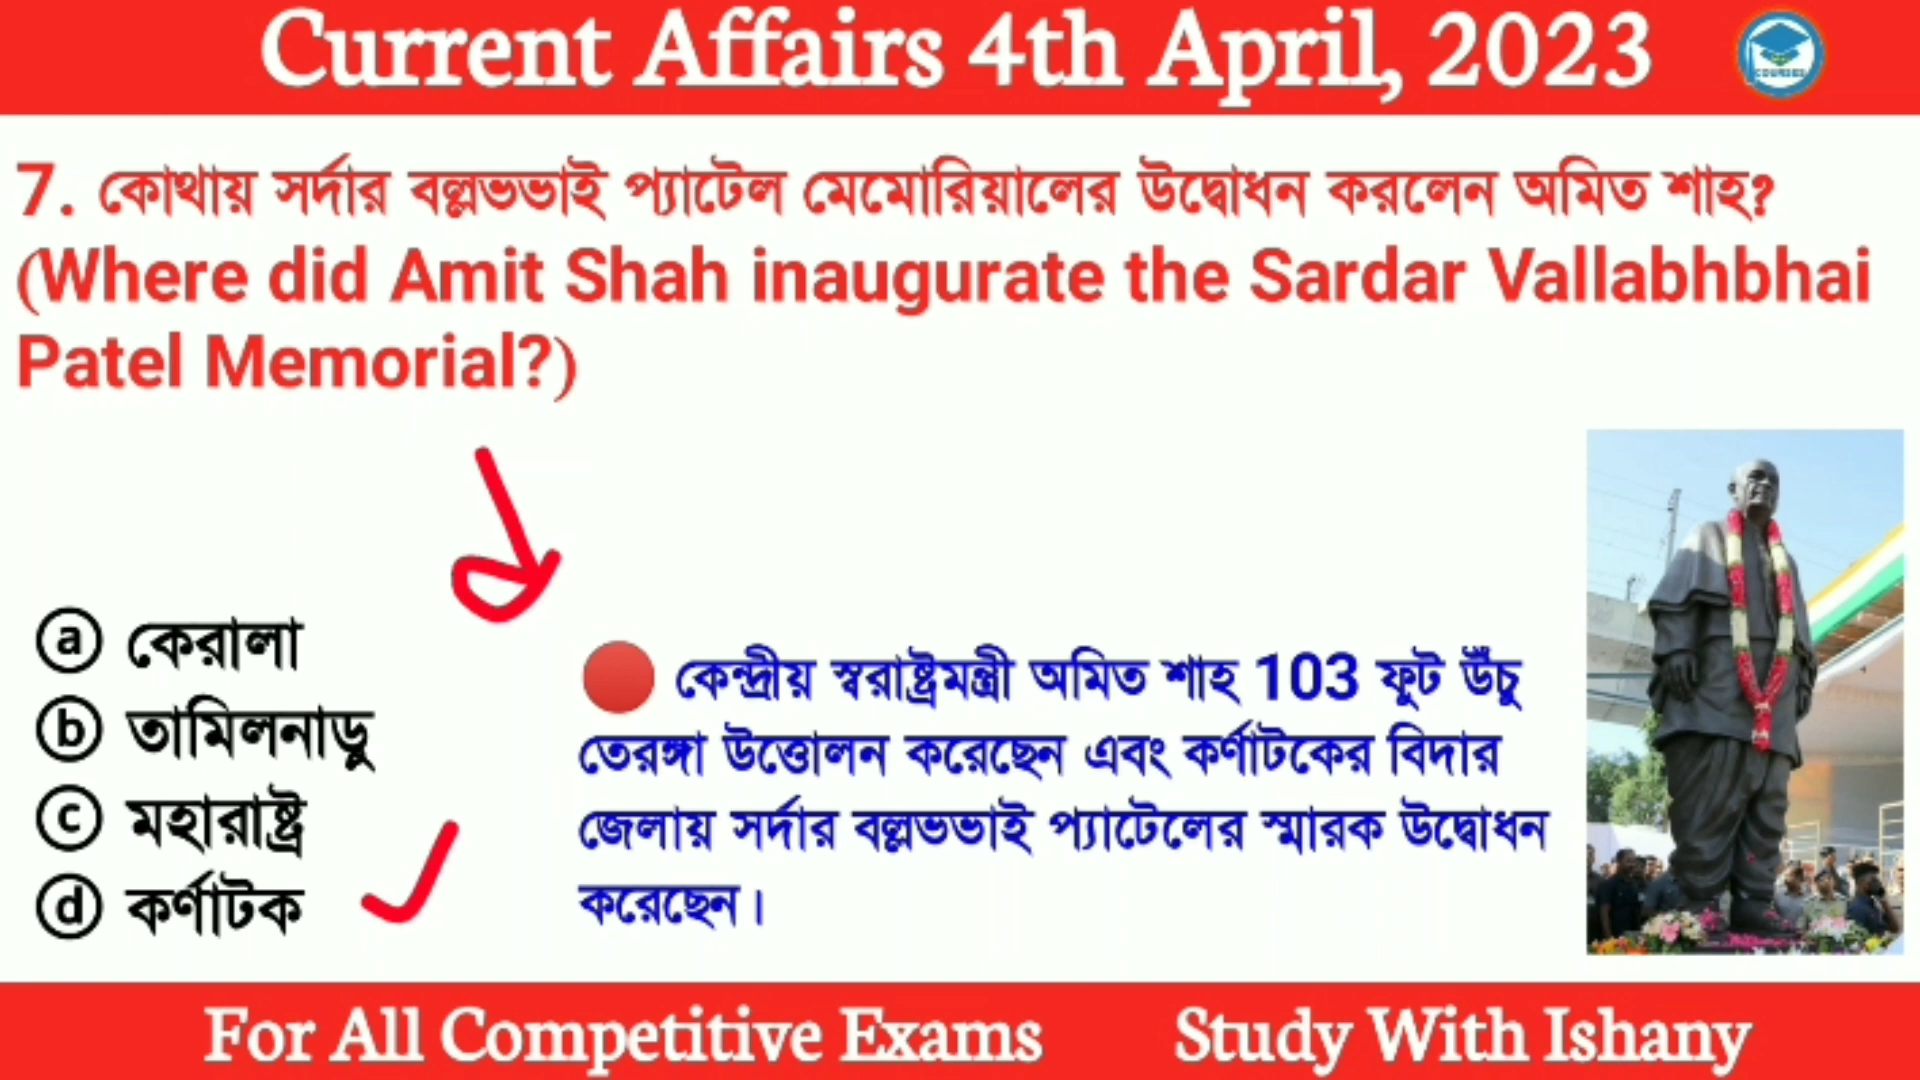 Current Affairs 4th April, 2023
COURSES
7. কোথায় সর্দার বল্লভভাই প্যাটেল মেমোরিয়ালের উদ্বোধন করলেন অমিত শাহ?
(Where did Amit Shah inaugurate the Sardar Vallabhbhai
Patel Memorial?)
ⓐ কেরালা
ⓑ তামিলনাড়ু
ⓒ মহারাষ্ট্র
ⓓ কর্ণাটক
কেন্দ্রীয় স্বরাষ্ট্রমন্ত্রী অমিত শাহ 103 ফুট উঁচু
তেরঙ্গা উত্তোলন করেছেন এবং কর্ণাটকের বিদার
জেলায় সর্দার বল্লভভাই প্যাটেলের স্মারক উদ্বোধন
করেছেন।
For All Competitive Exams
Study With Ishany